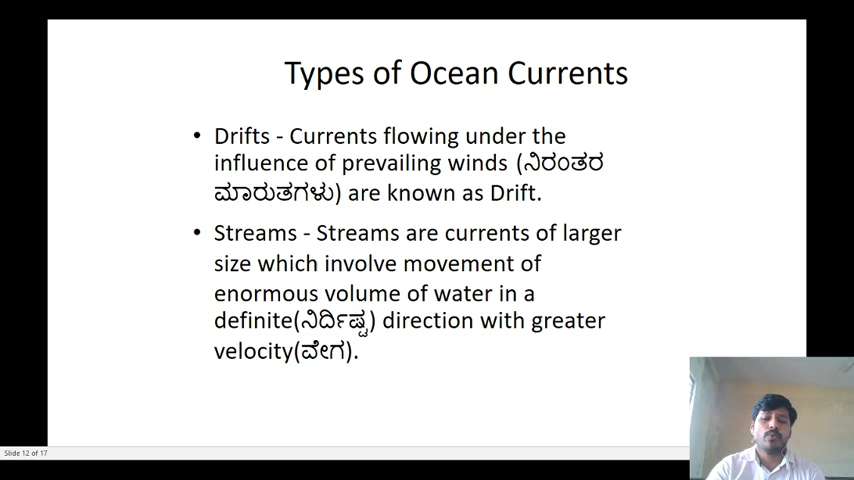 Types of Ocean Currents
• Drifts - Currents flowing under the
influence of prevailing winds (ನಿರಂತರ
ಮಾರುತಗಳು) are known as Drift.
• Streams - Streams are currents of larger
size which involve movement of
enormous volume of water in a
definite(ನಿರ್ದಿಷ್ಟ) direction with greater
velocity(ವೇಗ).
Slide 12 of 17